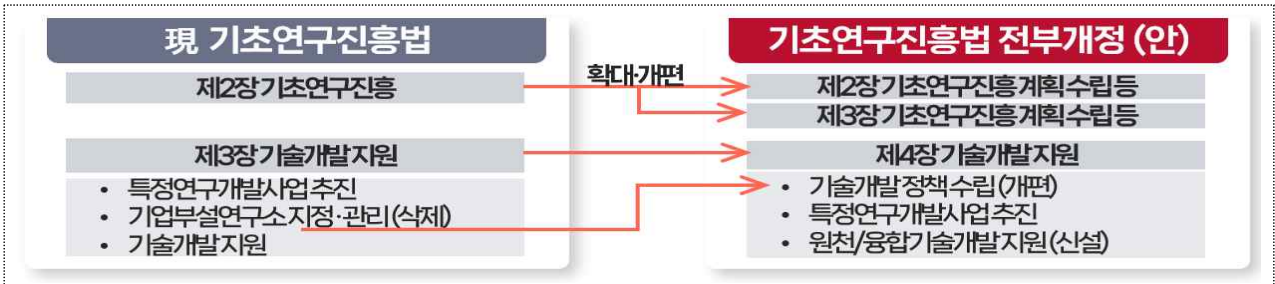 現 기초연구진흥법
제2장 기초연구진흥
제3장 기술개발 지원
• 특정연구개발사업 추진
• 기업부설연구소 지정·관리 (삭제)
• 기술개발 지원
확대·개편
기초연구진흥법 전부개정 (안)
제2장 기초연구진흥 계획 수립 등
제3장 기초연구진흥 계획 수립 등
제4장 기술개발 지원
• 기술개발 정책 수립 (개편)
• 특정연구개발사업 추진
• 원천/융합기술개발 지원 (신설)